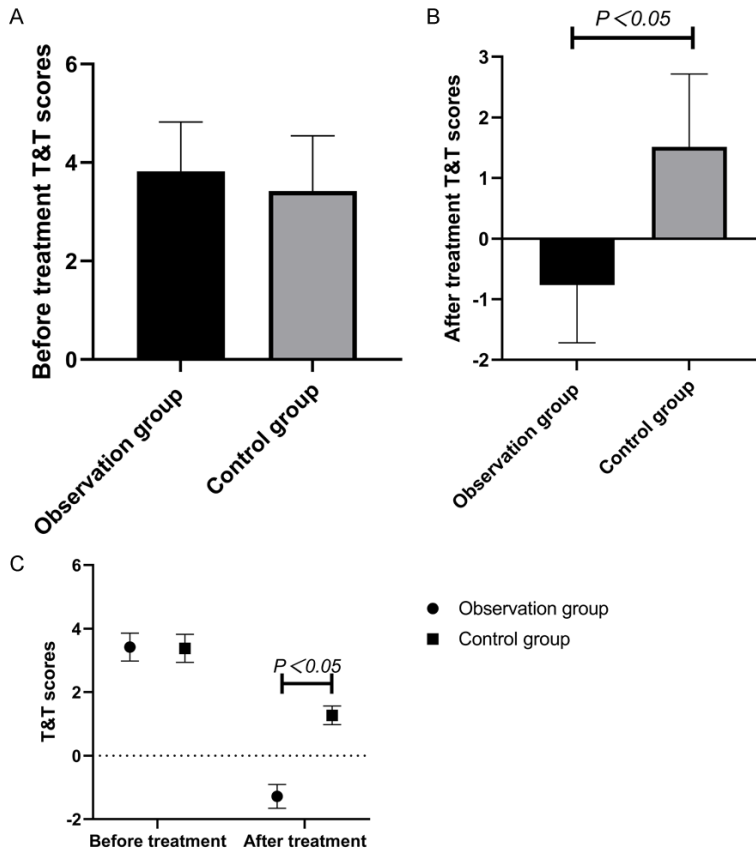 A
Before treatment T&T scores
6
4
2
0
Observation group
Control group
B
P<0.05
After treatment T&T scores
3
2
1
0
-1
-2
Observation group
Control group
C
T&T scores
6
4
2
0
-2
P<0.05
Before treatment
After treatment
Observation group
Control group